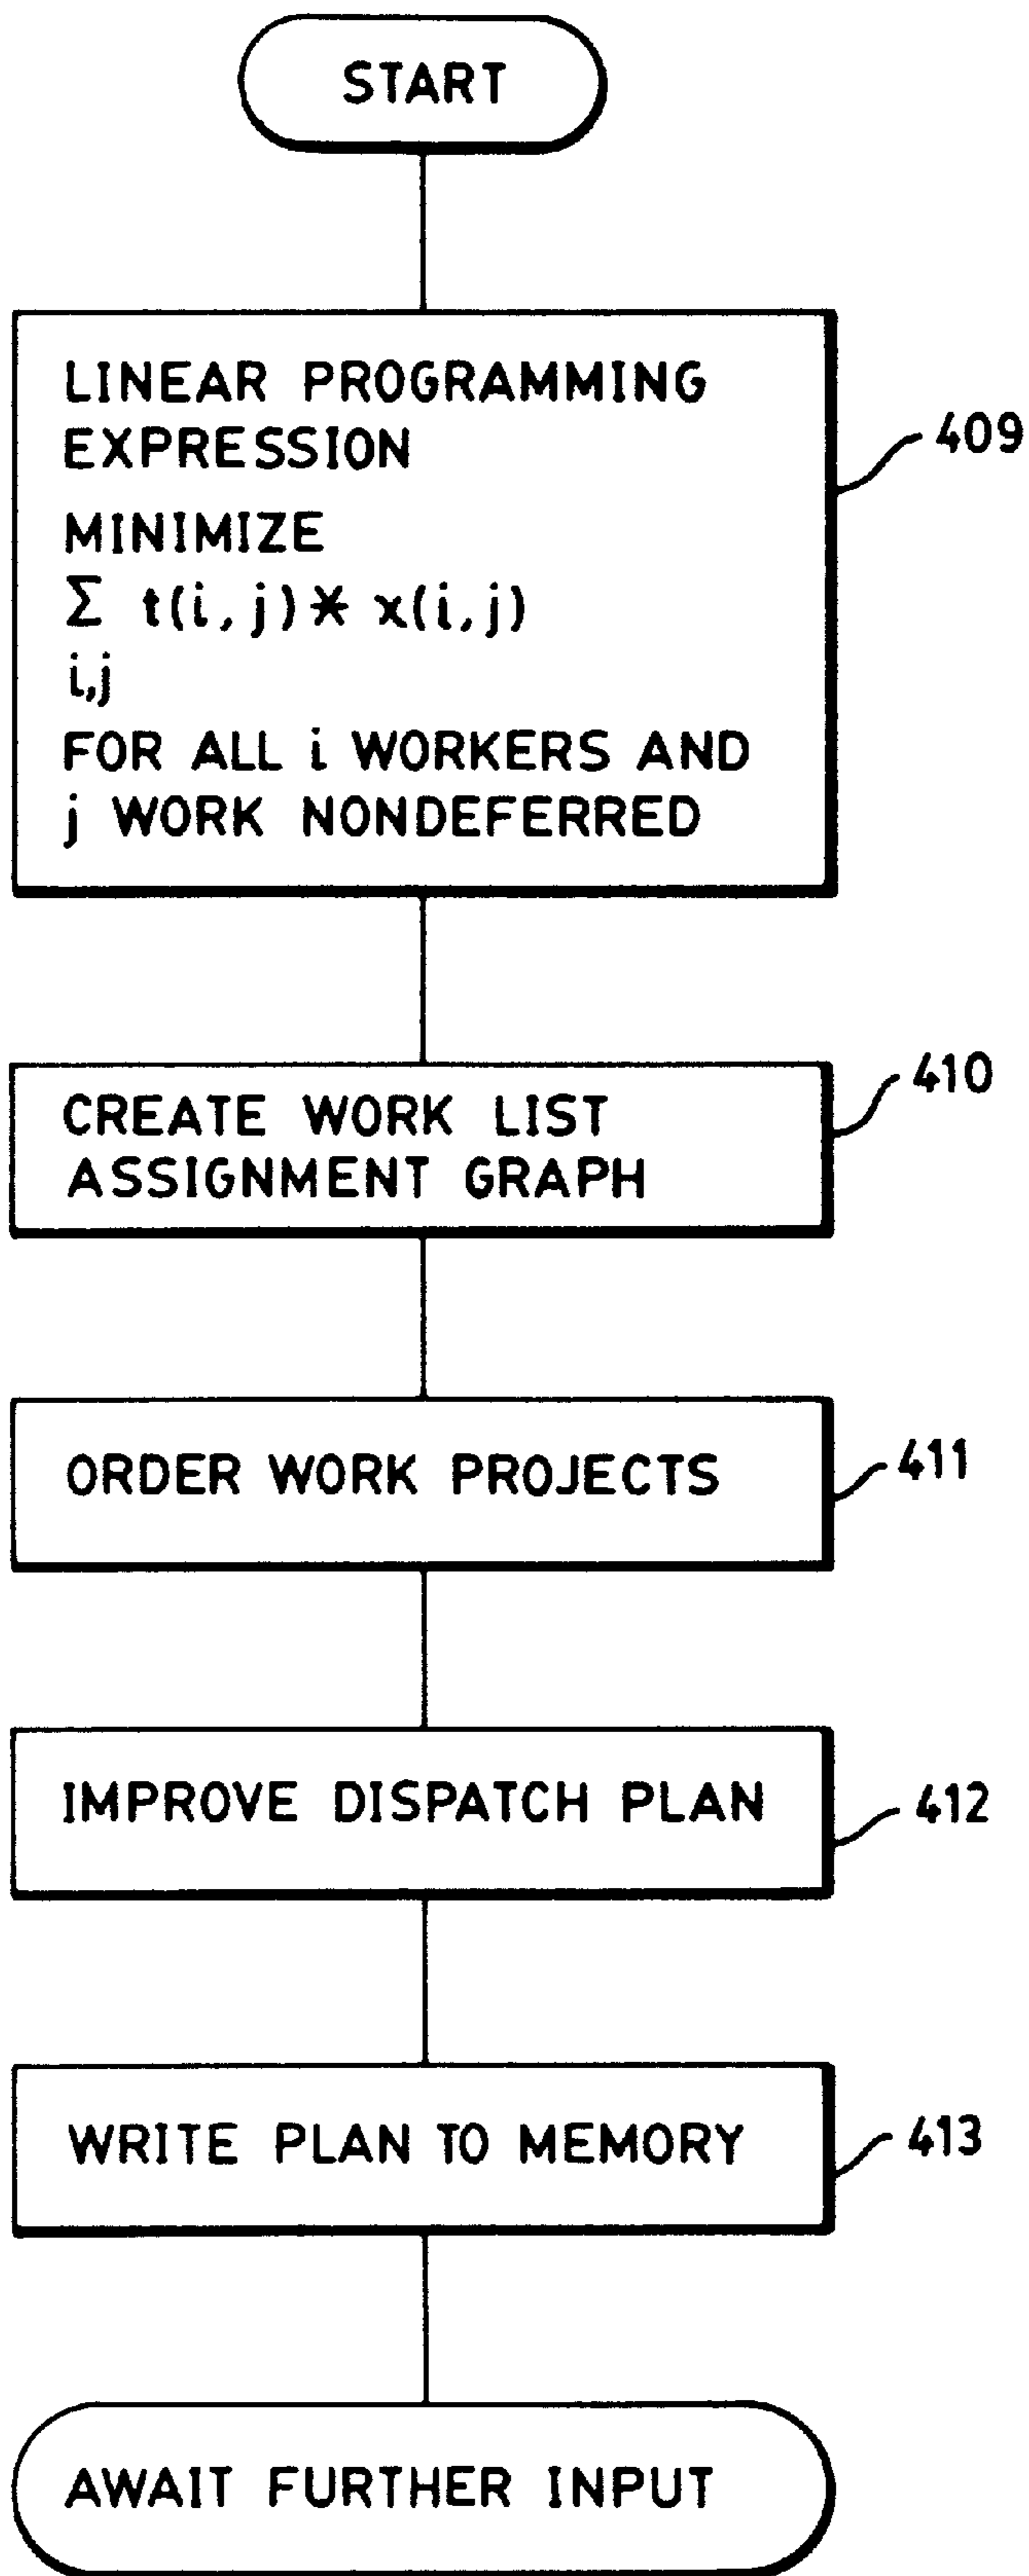 START
LINEAR PROGRAMMING
EXPRESSION
409
MINIMIZE
Σ t(i,j)* x(i,j)
i,j
FOR ALL i WORKERS AND
j WORK NONDEFERRED
410
CREATE WORK LIST
ASSIGNMENT GRAPH
ORDER WORK PROJECTS
411
IMPROVE DISPATCH PLAN
412
WRITE PLAN TO MEMORY
413
AWAIT FURTHER INPUT